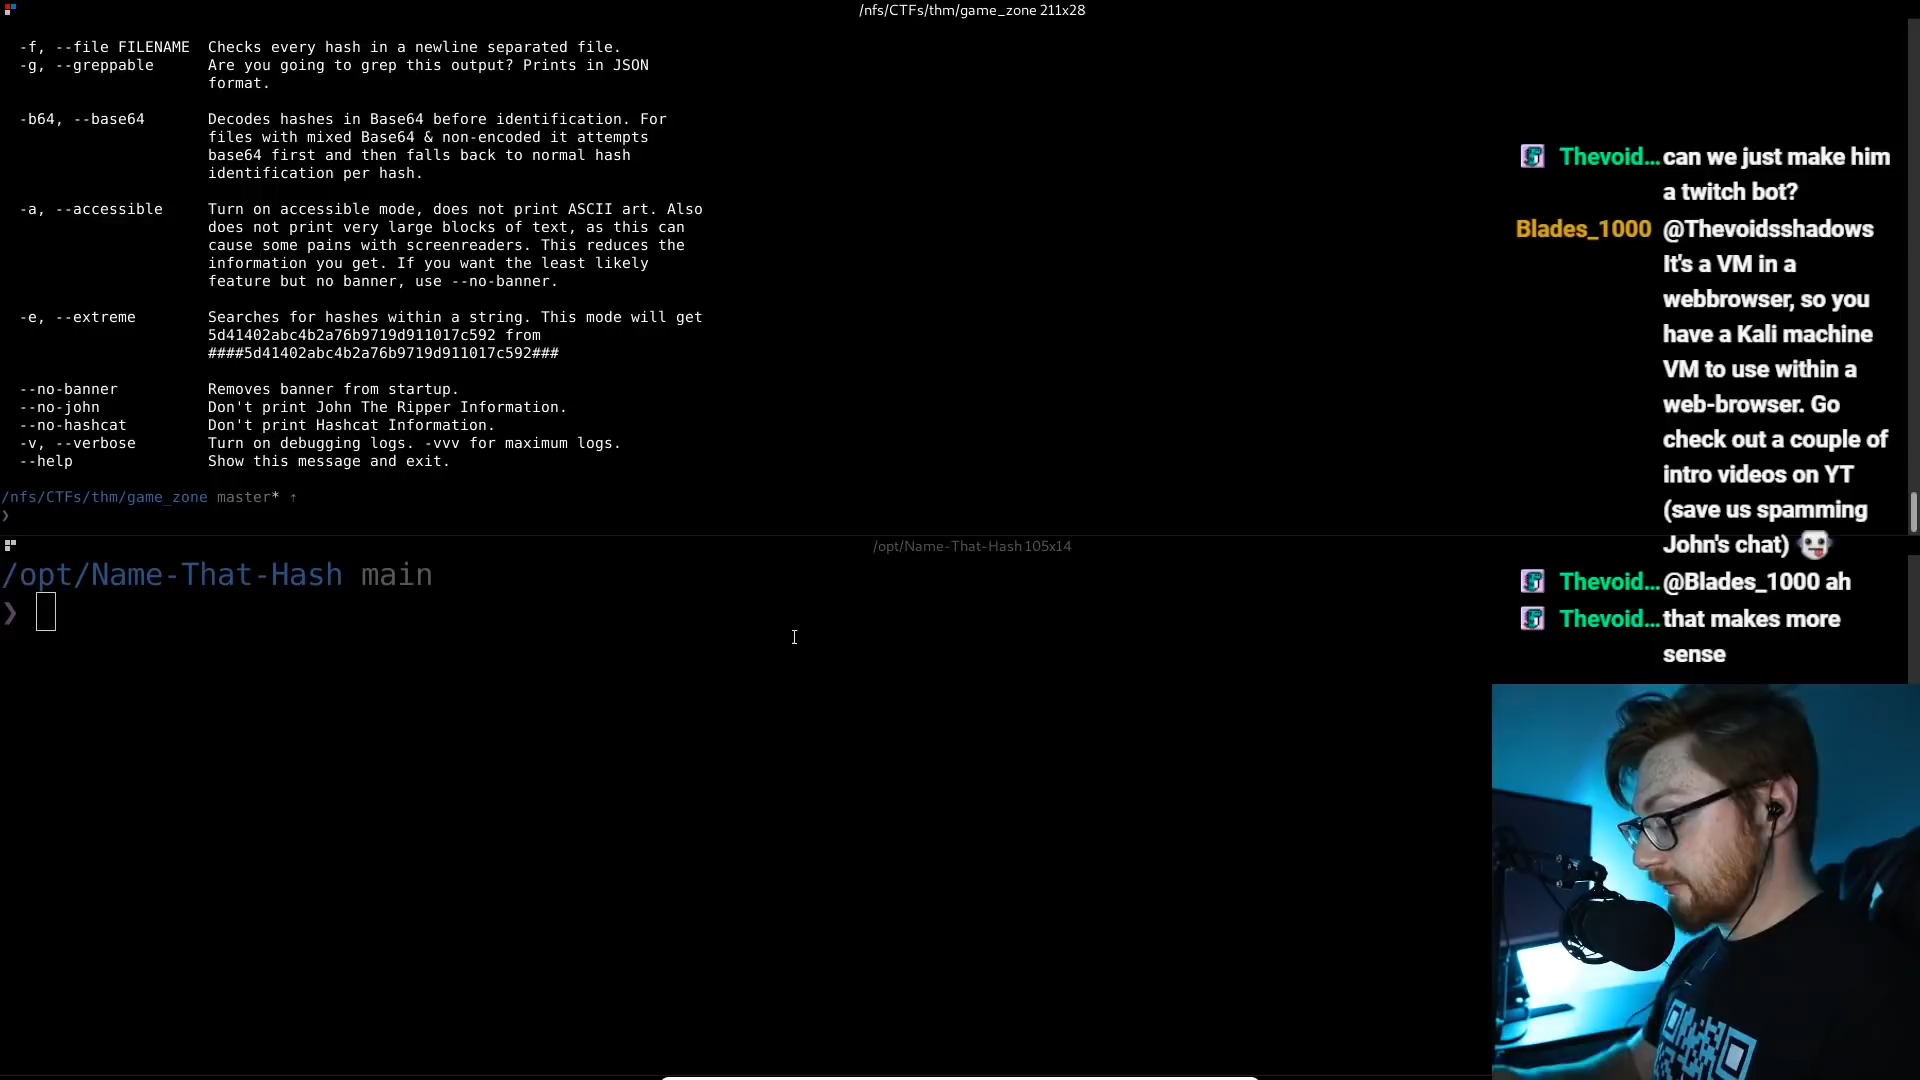 /nfs/CTFs/thm/game_zone 211x28
-f, --file FILENAME  Checks every hash in a newline separated file.
-g, --greppable      Are you going to grep this output? Prints in JSON
format.
-b64, --base64       Decodes hashes in Base64 before identification. For
files with mixed Base64 & non-encoded it attempts
base64 first and then falls back to normal hash
identification per hash.
-a, --accessible     Turn on accessible mode, does not print ASCII art. Also
does not print very large blocks of text, as this can
cause some pains with screenreaders. This reduces the
information you get. If you want the least likely
feature but no banner, use --no-banner.
-e, --extreme        Searches for hashes within a string. This mode will get
5d41402abc4b2a76b9719d911017c592 from
####5d41402abc4b2a76b9719d911017c592###
--no-banner          Removes banner from startup.
--no-john            Don't print John The Ripper Information.
--no-hashcat         Don't print Hashcat Information.
-v, --verbose        Turn on debugging logs. -vvv for maximum logs.
--help               Show this message and exit.
/nfs/CTFs/thm/game_zone master* ↑
❯
/opt/Name-That-Hash 105x14
/opt/Name-That-Hash main
❯
Thevoid... can we just make him
a twitch bot?
Blades_1000 @Thevoidsshadows
It's a VM in a
webbrowser, so you
have a Kali machine
VM to use within a
web-browser. Go
check out a couple of
intro videos on YT
(save us spamming
John's chat)
Thevoid... @Blades_1000 ah
Thevoid... that makes more
sense